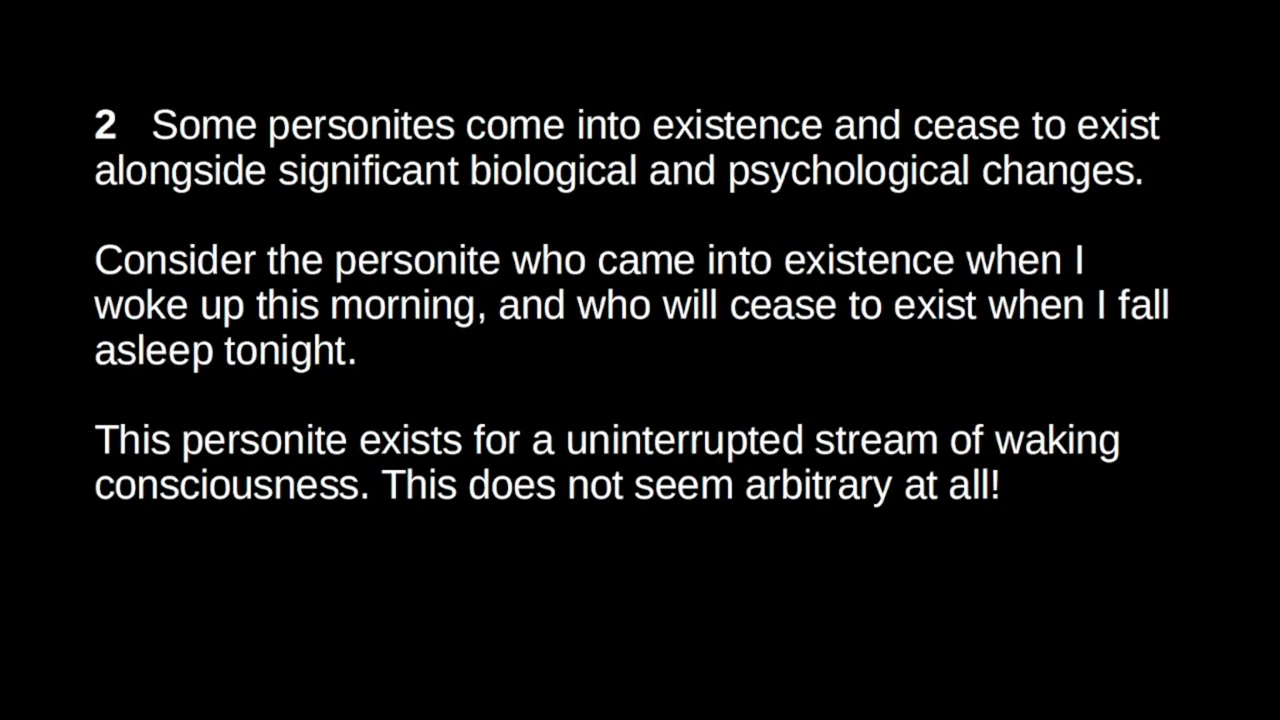 2 Some personites come into existence and cease to exist
alongside significant biological and psychological changes.
Consider the personite who came into existence when I
woke up this morning, and who will cease to exist when I fall
asleep tonight.
This personite exists for a uninterrupted stream of waking
consciousness. This does not seem arbitrary at all!